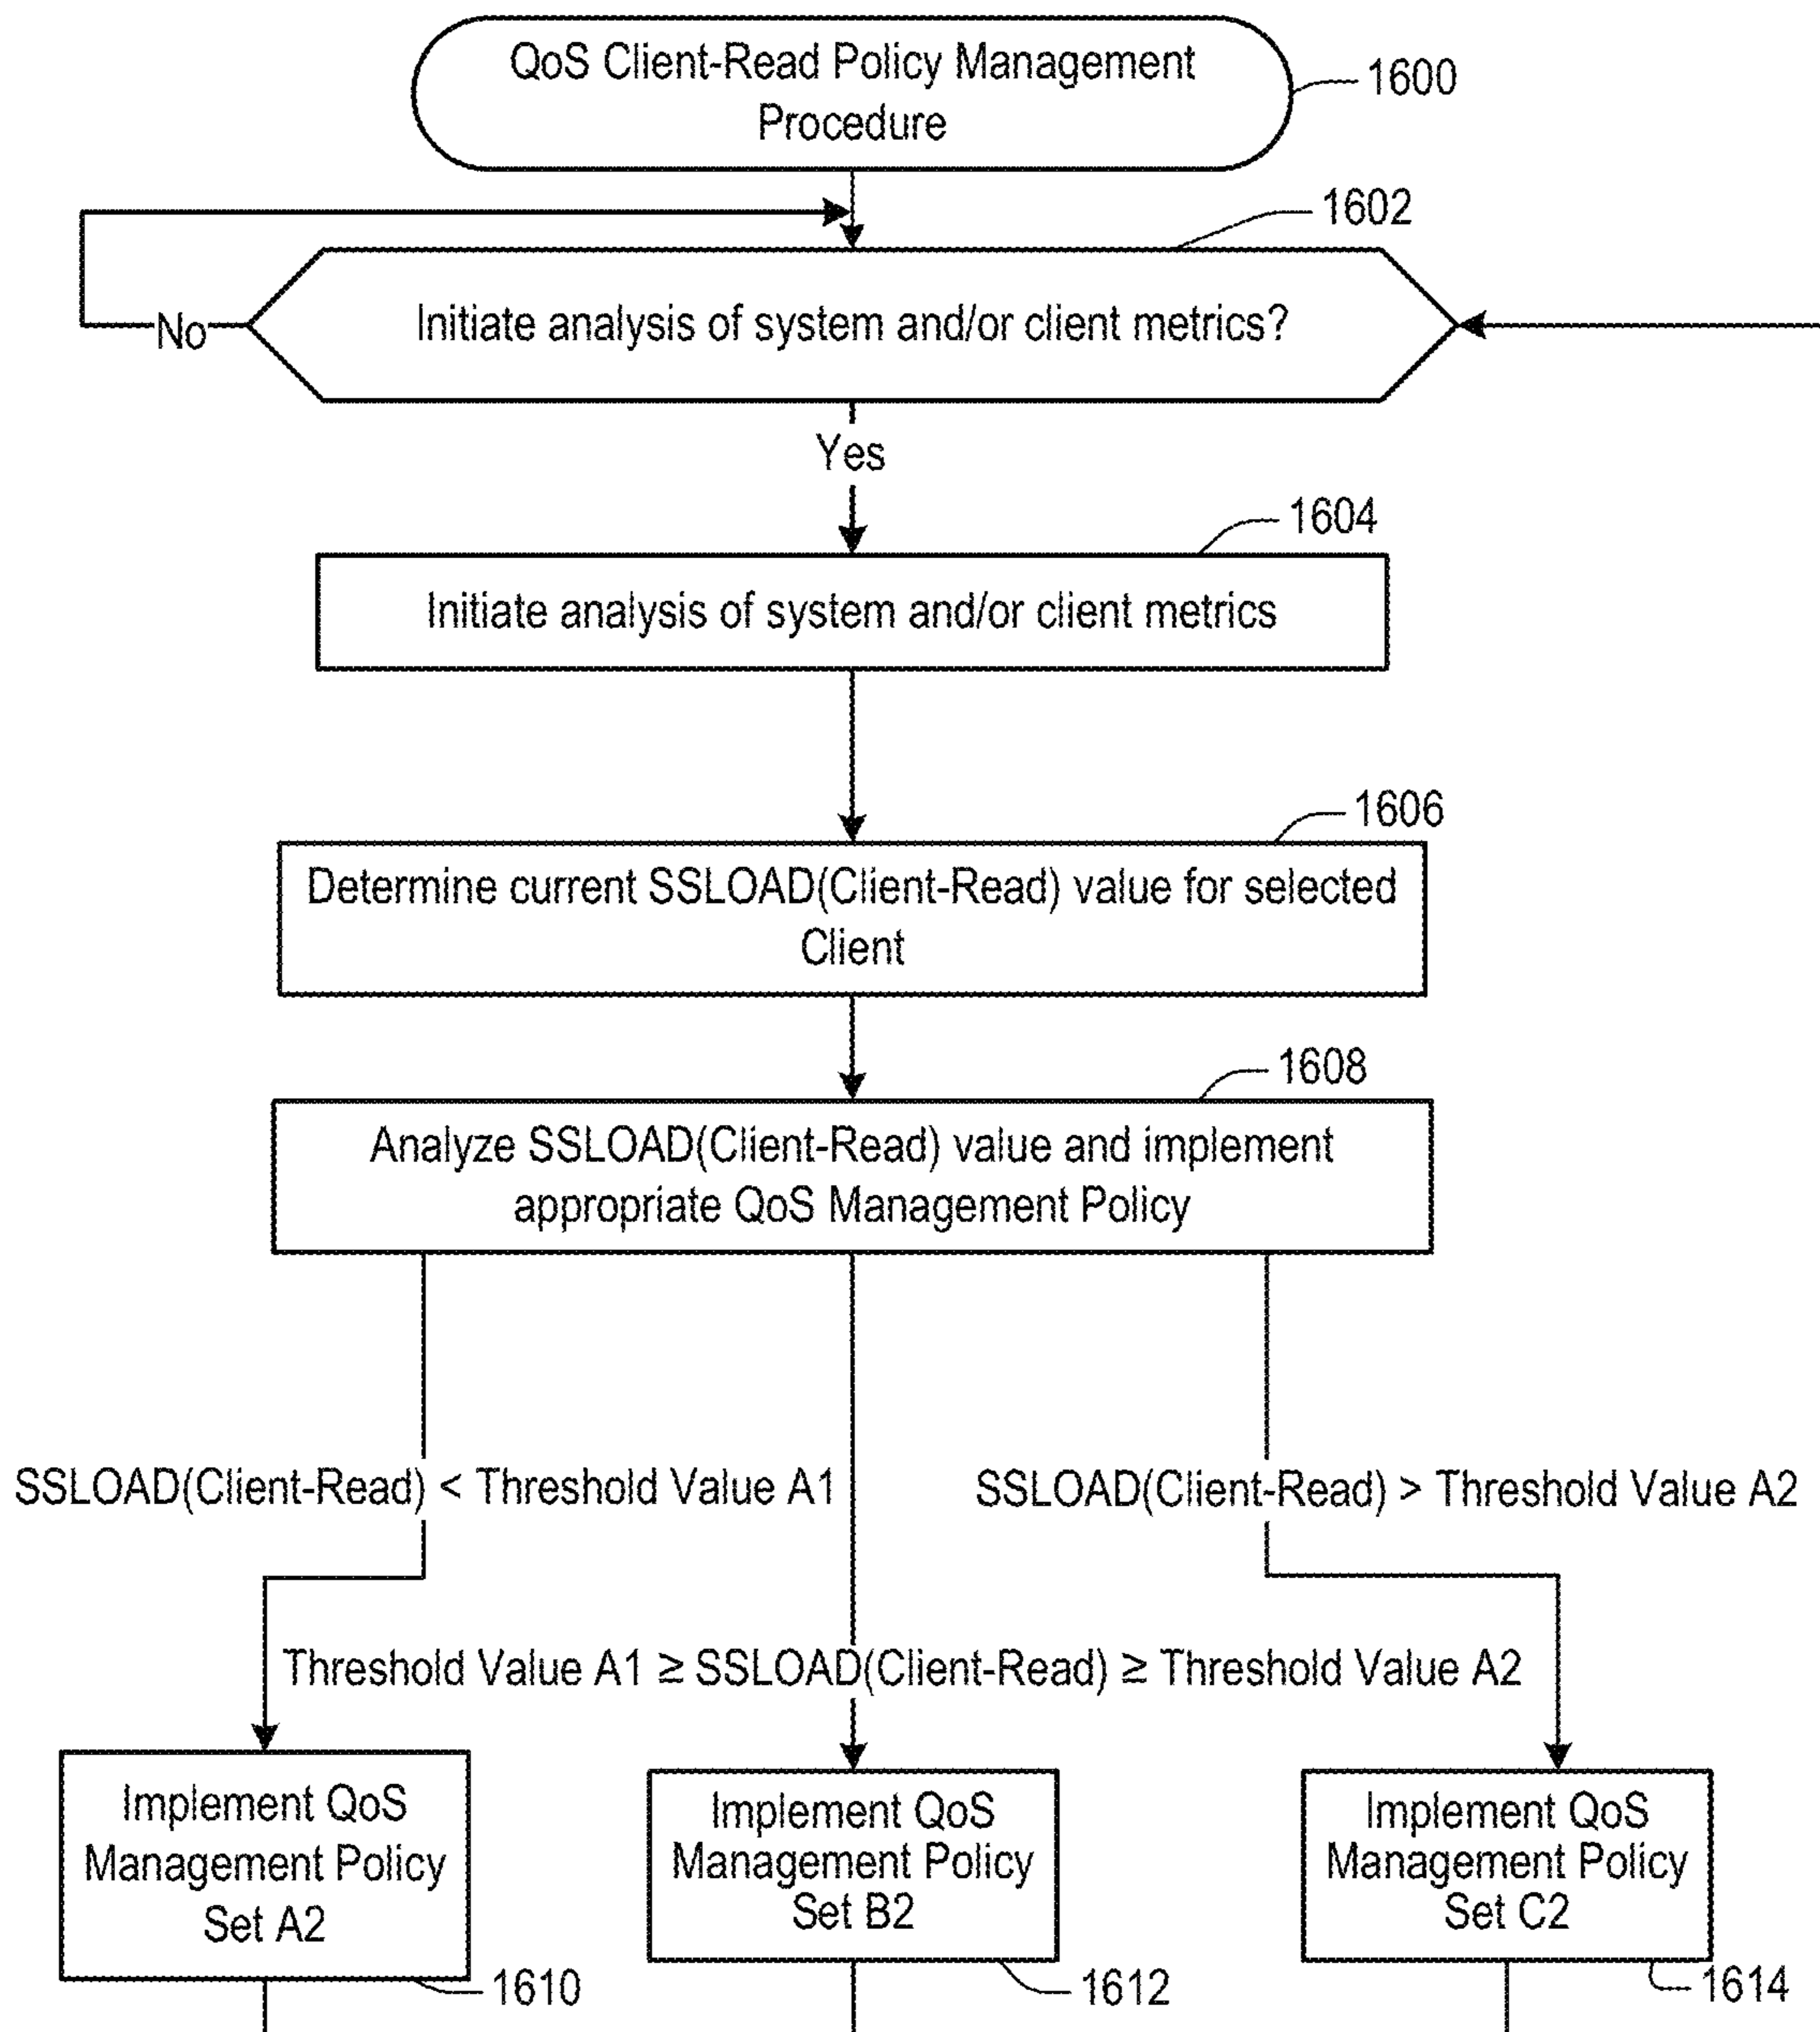 QoS Client-Read Policy Management
Procedure
1600
1602
Initiate analysis of system and/or client metrics?
No
Yes
1604
Initiate analysis of system and/or client metrics
1606
Determine current SSLOAD(Client-Read) value for selected
Client
1608
Analyze SSLOAD(Client-Read) value and implement
appropriate QoS Management Policy
SSLOAD(Client-Read) < Threshold Value A1
SSLOAD(Client-Read) > Threshold Value A2
Threshold Value A1 ≥ SSLOAD(Client-Read) ≥ Threshold Value A2
Implement QoS
Management Policy
Set A2
1610
Implement QoS
Management Policy
Set B2
1612
Implement QoS
Management Policy
Set C2
1614